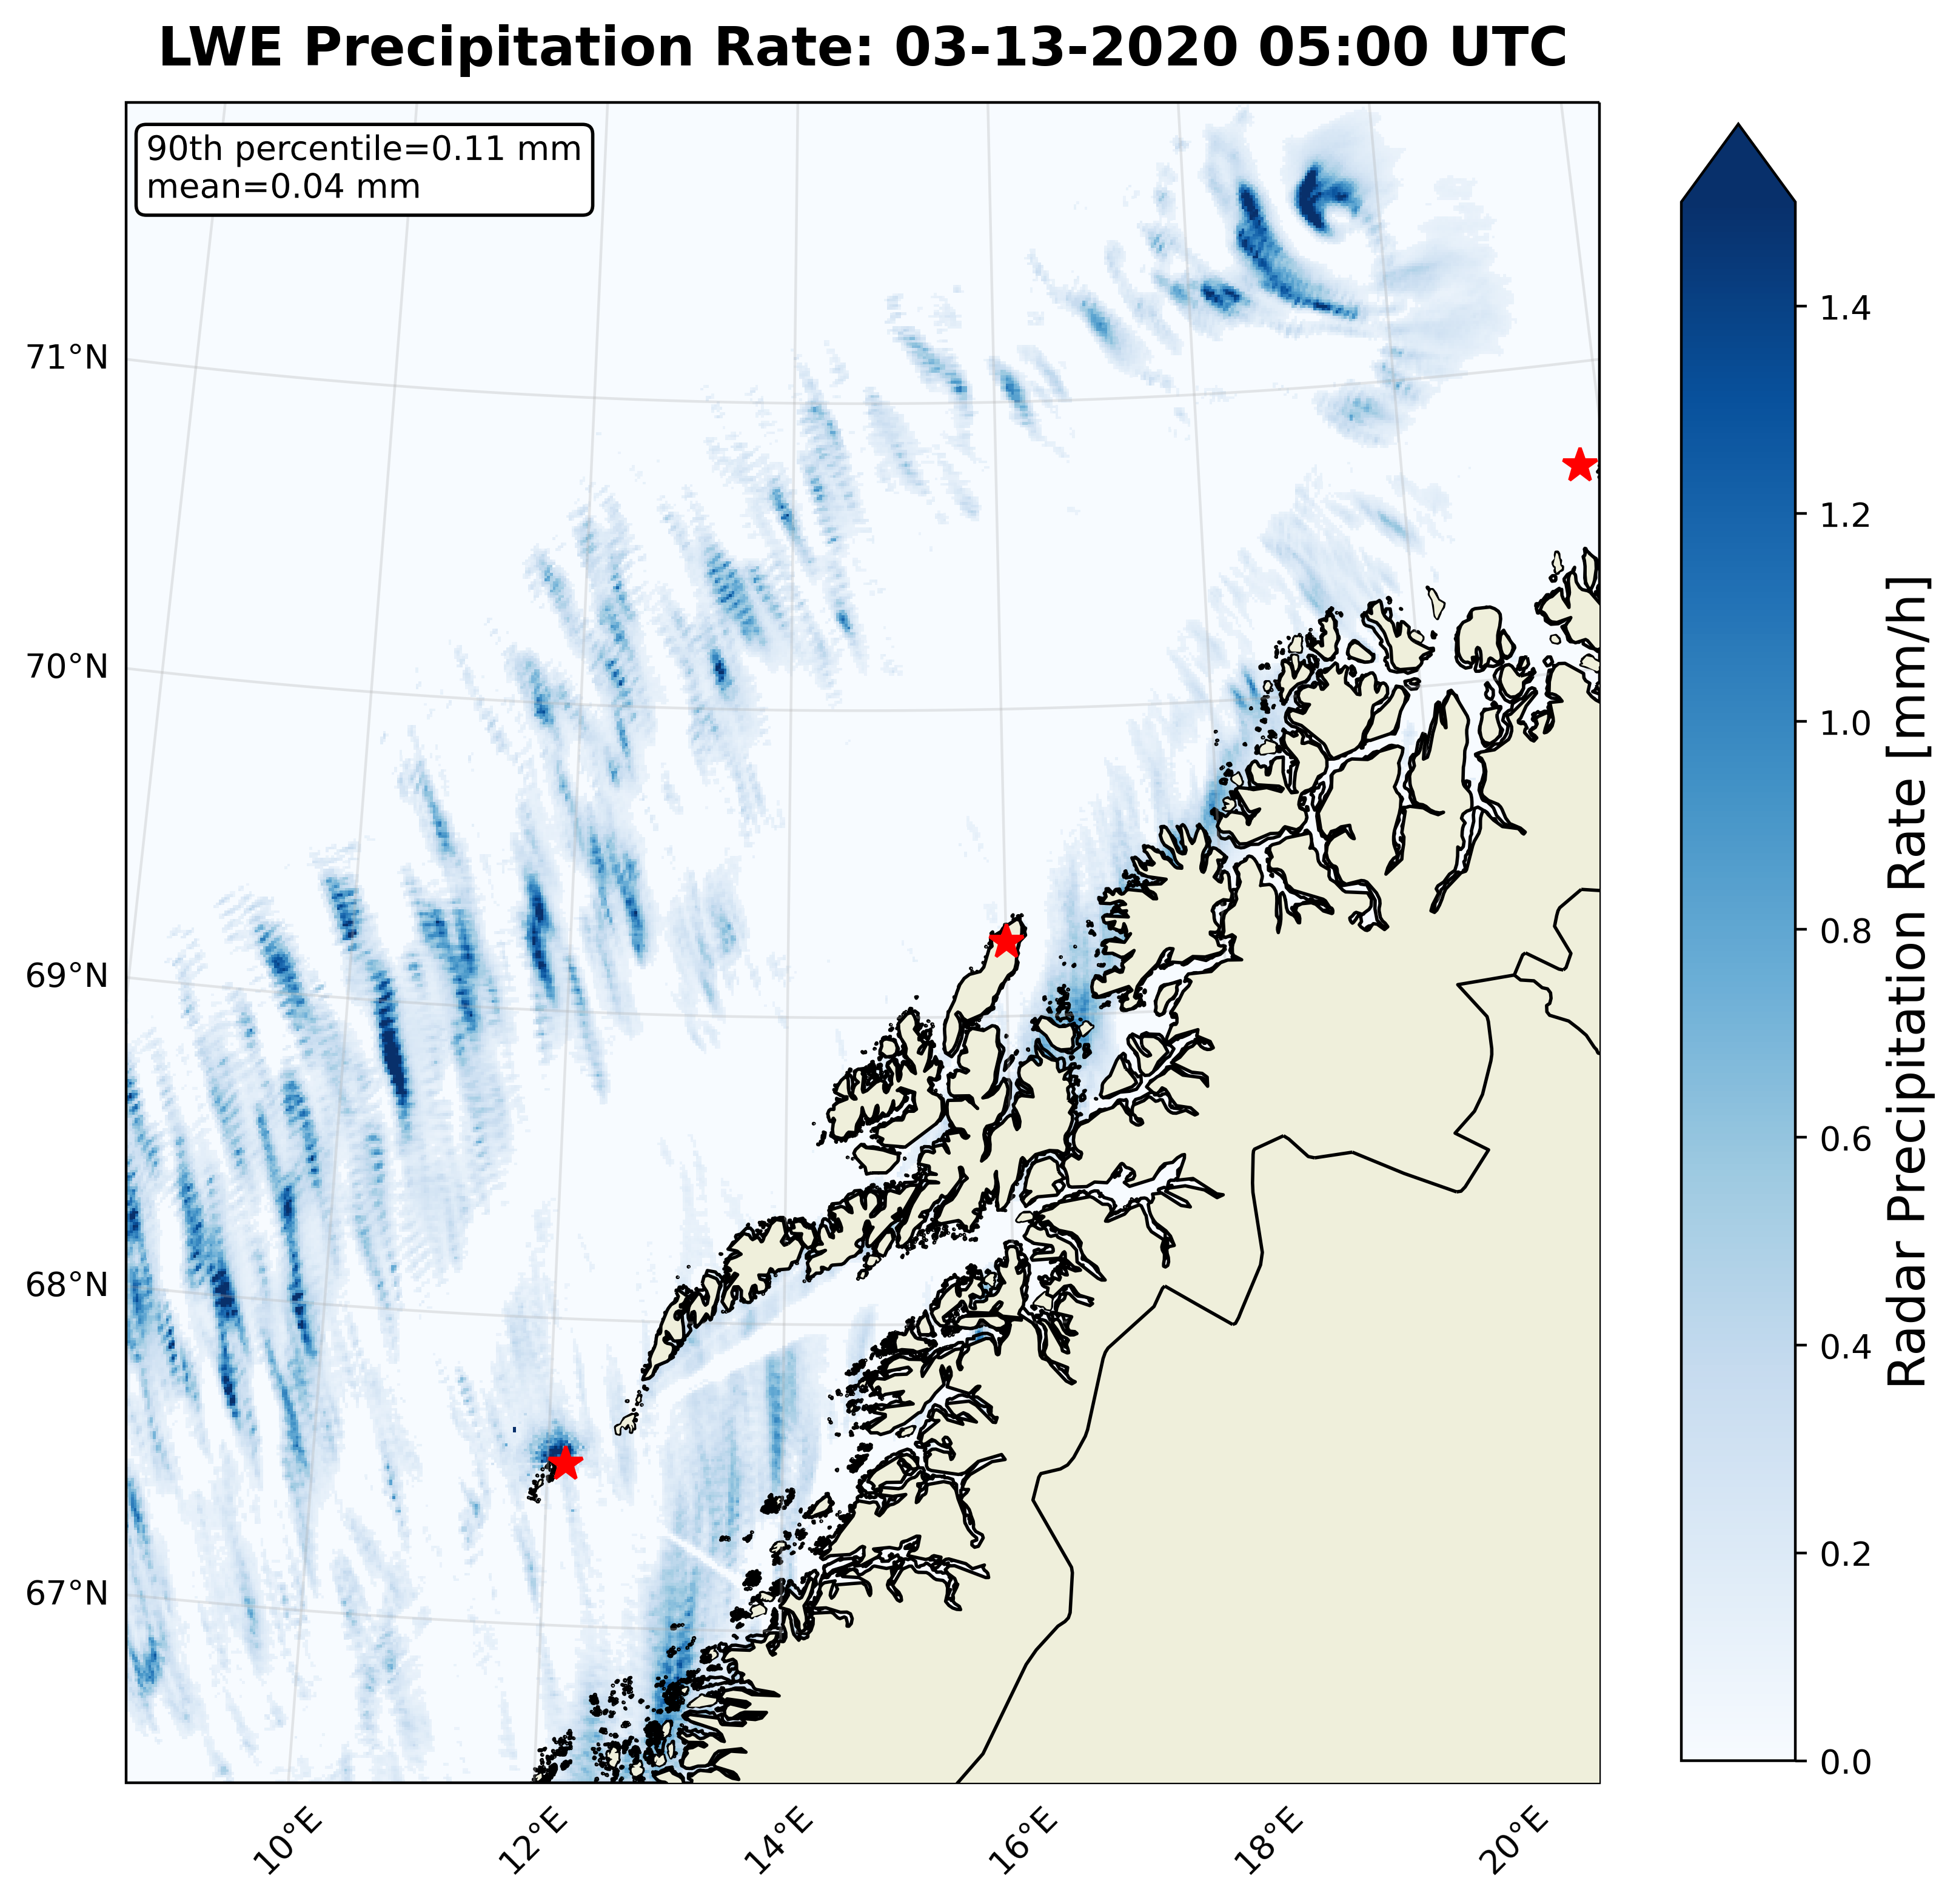 LWE Precipitation Rate: 03-13-2020 05:00 UTC
90th percentile=0.11 mm
mean=0.04 mm
71°N
70°N
69°N
68°N
67°N
10°E
12°E
14°E
16°E
18°E
20°E
1.4
1.2
1.0
0.8
0.6
0.4
0.2
0.0
Radar Precipitation Rate [mm/h]